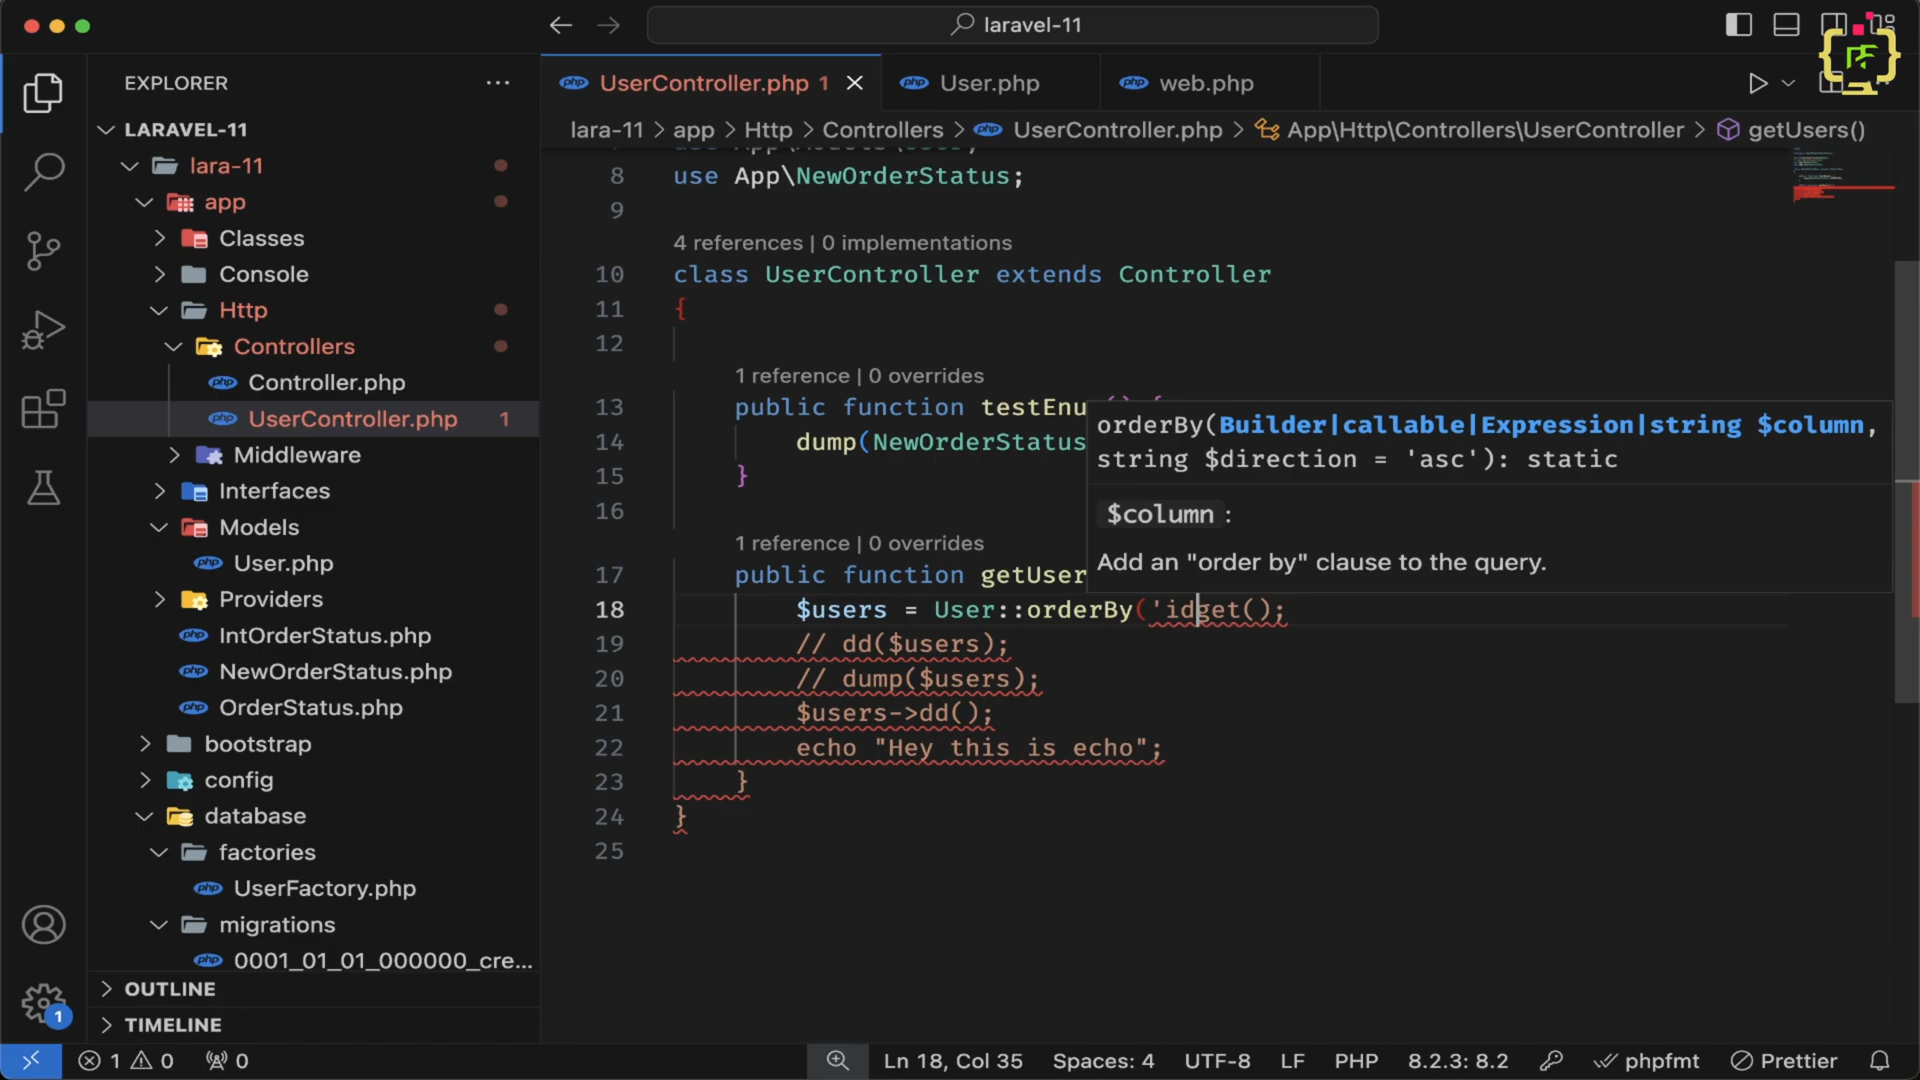 laravel-11
EXPLORER
LARAVEL-11
lara-11
app
Classes
Console
Http
Controllers
Controller.php
UserController.php 1
Middleware
Interfaces
Models
User.php
Providers
IntOrderStatus.php
NewOrderStatus.php
OrderStatus.php
bootstrap
config
database
factories
UserFactory.php
migrations
0001_01_01_000000_cre...
OUTLINE
TIMELINE
1
php UserController.php 1
php User.php
php web.php
lara-11 > app > Http > Controllers > php UserController.php > App\Http\Controllers\UserController > getUsers()
8 use App\NewOrderStatus;
9
4 references | 0 implementations
10 class UserController extends Controller
11 {
12
1 reference | 0 overrides
13 public function testEnu
14 dump(NewOrderStatus
15 }
16
1 reference | 0 overrides
17 public function getUser
18 $users = User::orderBy('idget();
19 // dd($users);
20 // dump($users);
21 $users->dd();
22 echo "Hey this is echo";
23 }
24 }
25
orderBy(Builder|callable|Expression|string $column,
string $direction = 'asc'): static
$column:
Add an "order by" clause to the query.
PF
1 0 0 Ln 18, Col 35 Spaces: 4 UTF-8 LF PHP 8.2.3: 8.2 phpfmt Prettier